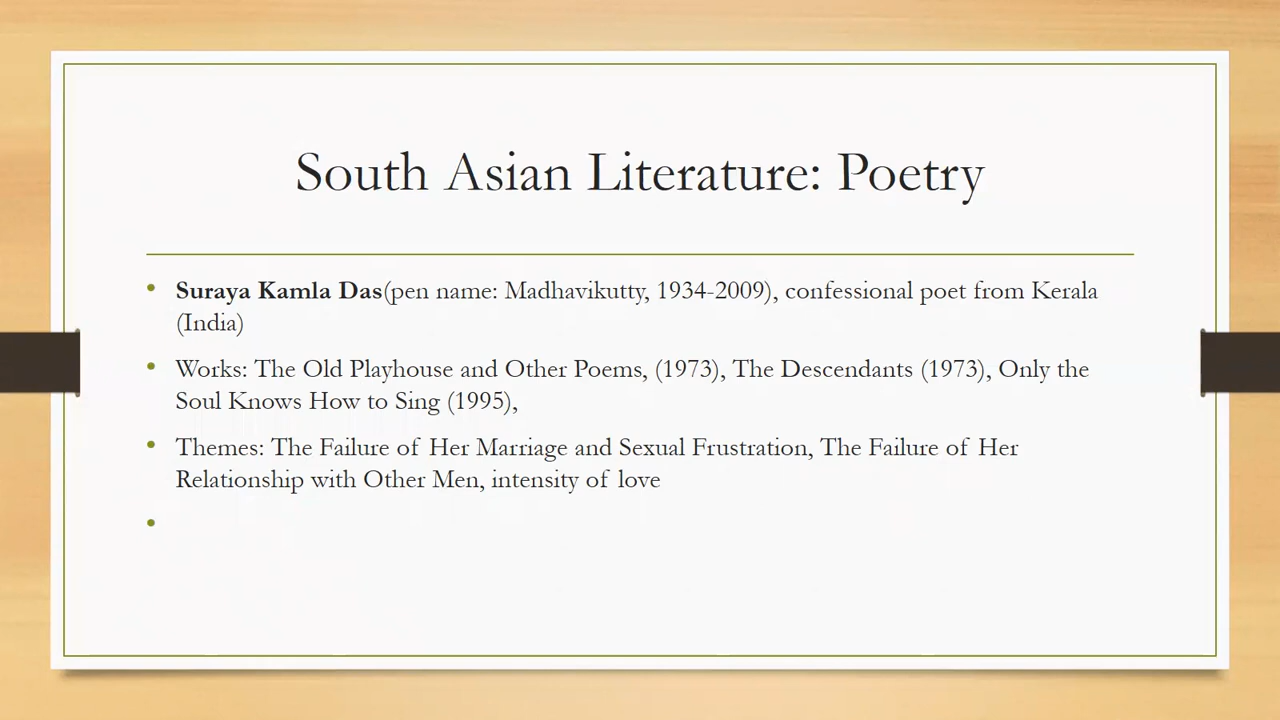 South Asian Literature: Poetry
Suraya Kamla Das(pen name: Madhavikutty, 1934-2009), confessional poet from Kerala
(India)
Works: The Old Playhouse and Other Poems, (1973), The Descendants (1973), Only the
Soul Knows How to Sing (1995),
Themes: The Failure of Her Marriage and Sexual Frustration, The Failure of Her
Relationship with Other Men, intensity of love